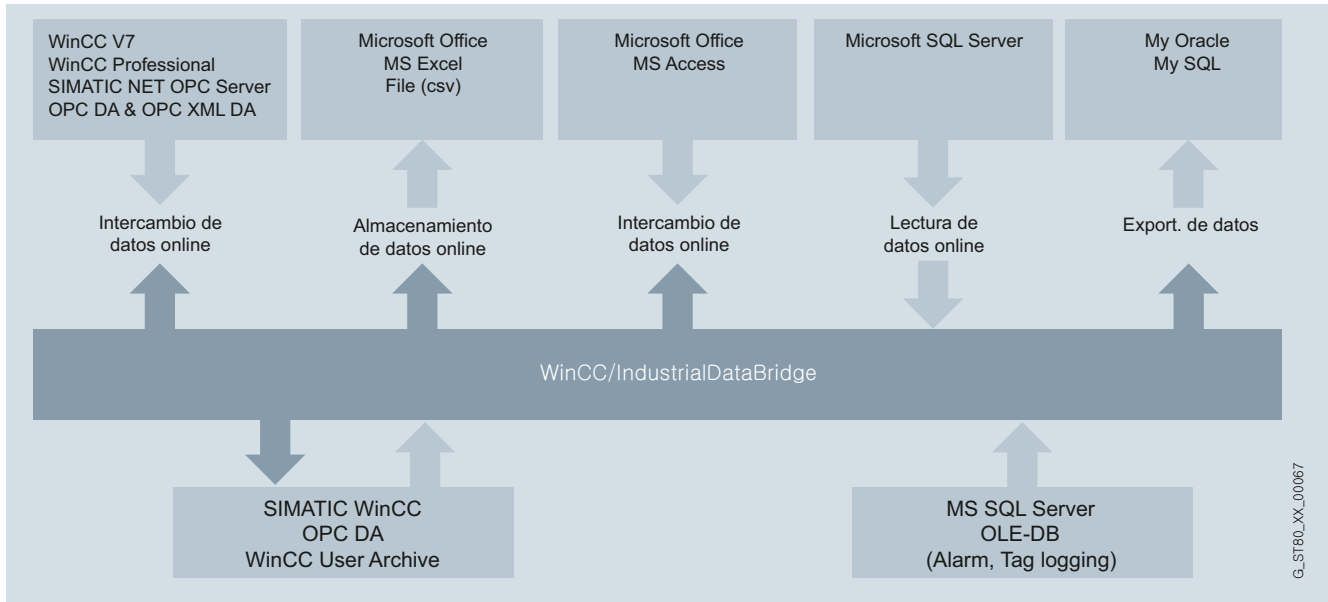 WinCC V7
WinCC Professional
SIMATIC NET OPC Server
OPC DA & OPC XML DA
Microsoft Office
MS Excel
File (csv)
Microsoft Office
MS Access
Microsoft SQL Server
My Oracle
My SQL
Intercambio de
datos online
Almacenamiento
de datos online
Intercambio de
datos online
Lectura de
datos online
Export. de datos
WinCC/IndustrialDataBridge
SIMATIC WinCC
OPC DA
WinCC User Archive
MS SQL Server
OLE-DB
(Alarm, Tag logging)
G_ST80_XX_00067